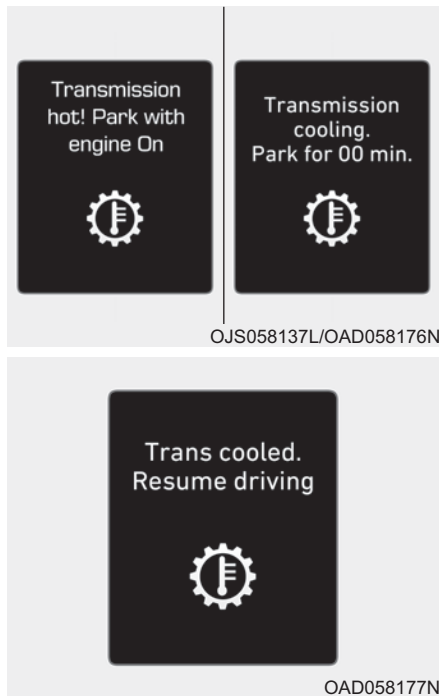 Transmission
hot! Park with
engine On
Transmission
cooling.
Park for 00 min.
OJS058137L/OAD058176N
Trans cooled.
Resume driving
OAD058177N